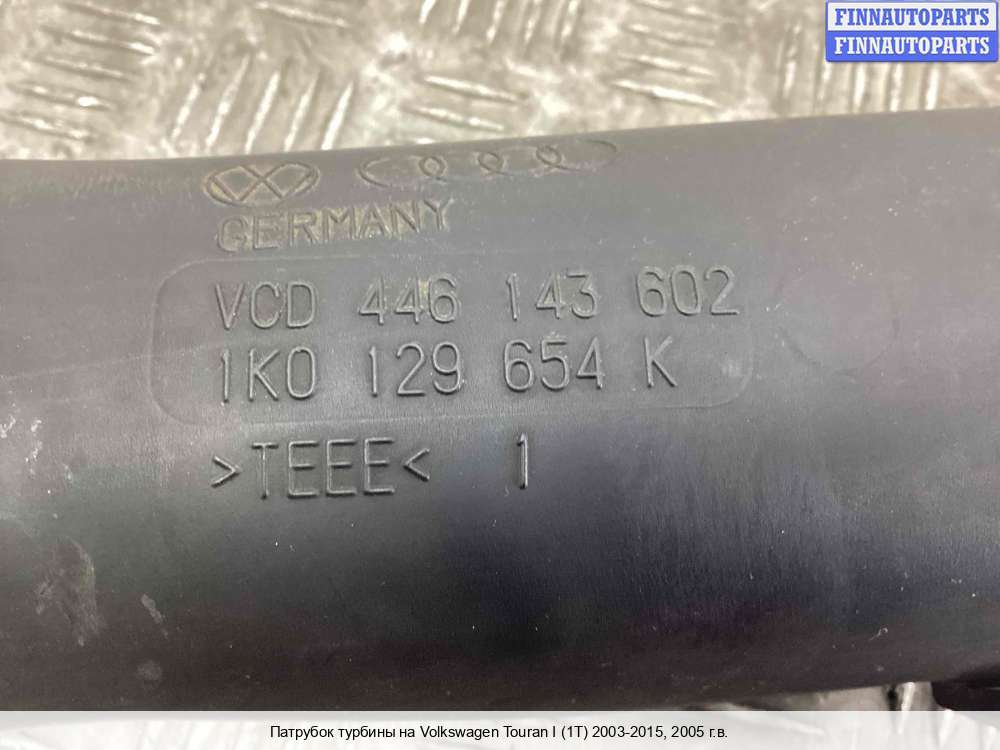 FINNAUTOPARTS
FINNAUTOPARTS
GERMANY
VCD 446 143 602
1K0 129 654 K
>TEEE< 1
Патрубок турбины на Volkswagen Touran I (1T) 2003-2015, 2005 г.в.